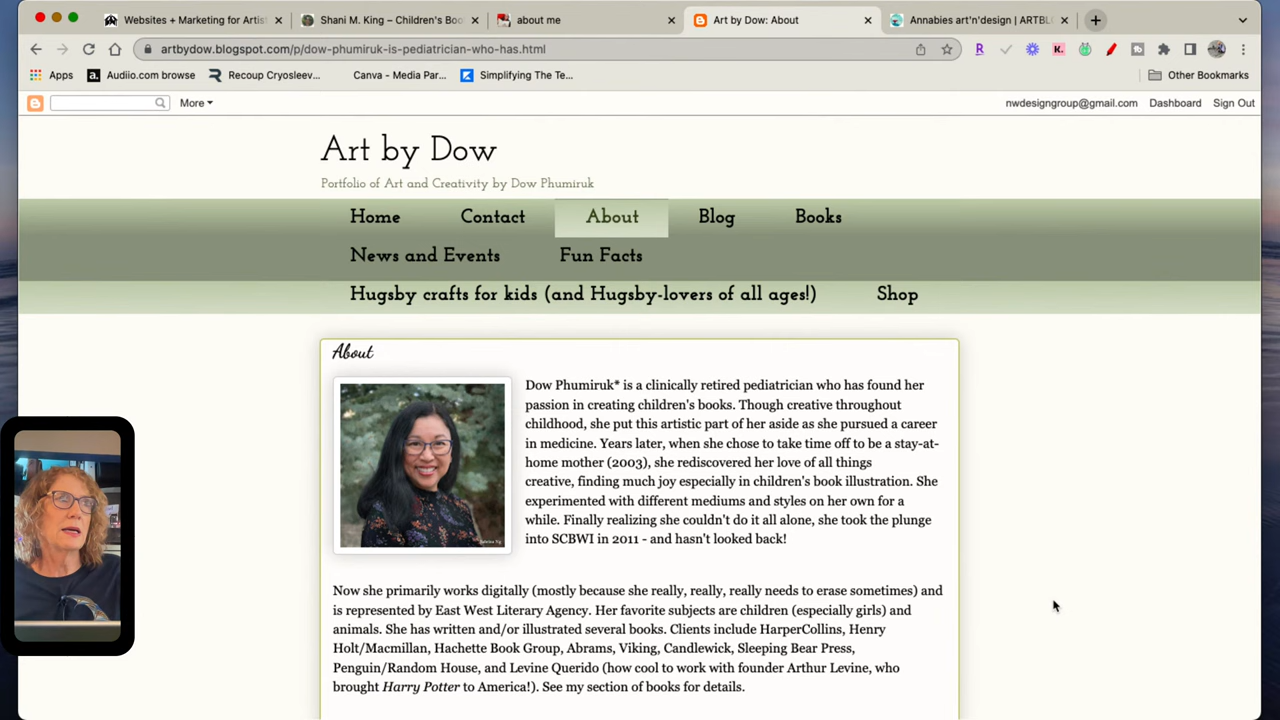 Websites + Marketing for Artis
Shani M. King – Children's Boo
about me
Art by Dow: About
Annabies art'n'design | ARTBLO
artbydow.blogspot.com/p/dow-phumiruk-is-pediatrician-who-has.html
Apps
Audiio.com browse
Recoup Cryosleev...
Canva - Media Par...
Simplifying The Te...
Other Bookmarks
More
nwdesigngroup@gmail.com
Dashboard
Sign Out
Art by Dow
Portfolio of Art and Creativity by Dow Phumiruk
Home
Contact
About
Blog
Books
News and Events
Fun Facts
Hugsby crafts for kids (and Hugsby-lovers of all ages!)
Shop
About
Dow Phumiruk* is a clinically retired pediatrician who has found her
passion in creating children's books. Though creative throughout
childhood, she put this artistic part of her aside as she pursued a career
in medicine. Years later, when she chose to take time off to be a stay-at-
home mother (2003), she rediscovered her love of all things
creative, finding much joy especially in children's book illustration. She
experimented with different mediums and styles on her own for a
while. Finally realizing she couldn't do it all alone, she took the plunge
into SCBWI in 2011 - and hasn't looked back!
Now she primarily works digitally (mostly because she really, really, really needs to erase sometimes) and
is represented by East West Literary Agency. Her favorite subjects are children (especially girls) and
animals. She has written and/or illustrated several books. Clients include HarperCollins, Henry
Holt/Macmillan, Hachette Book Group, Abrams, Viking, Candlewick, Sleeping Bear Press,
Penguin/Random House, and Levine Querido (how cool to work with founder Arthur Levine, who
brought Harry Potter to America!). See my section of books for details.